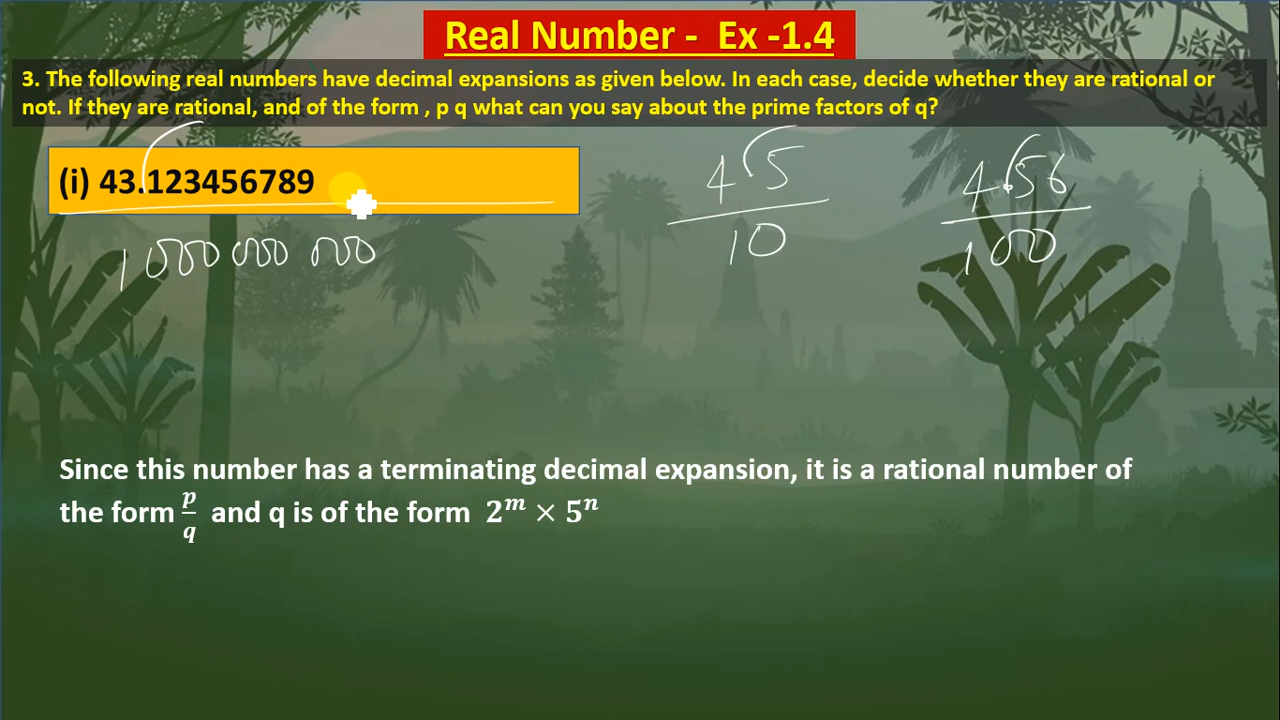 Real Number - Ex -1.4
3. The following real numbers have decimal expansions as given below. In each case, decide whether they are rational or
not. If they are rational, and of the form , p q what can you say about the prime factors of q?
(i) 43.123456789
1000 000 000
4.5
10
4.56
100
Since this number has a terminating decimal expansion, it is a rational number of
the form p/q and q is of the form 2^m × 5^n